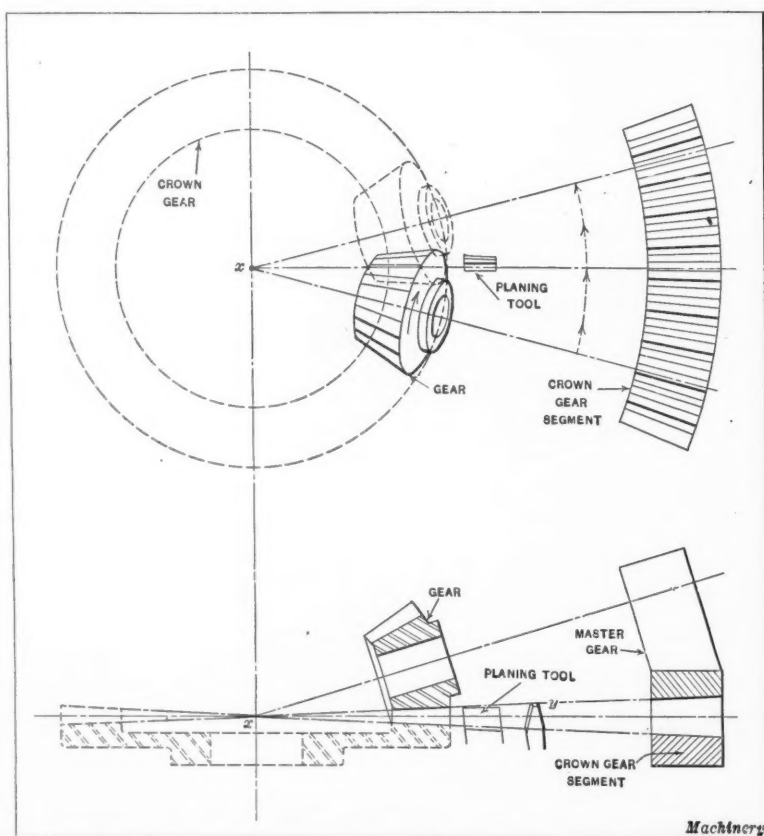 CROWN
GEAR
x
PLANING
TOOL
GEAR
CROWN
GEAR
SEGMENT
GEAR
MASTER
GEAR
PLANING TOOL
x
y
CROWN GEAR
SEGMENT
Machinery